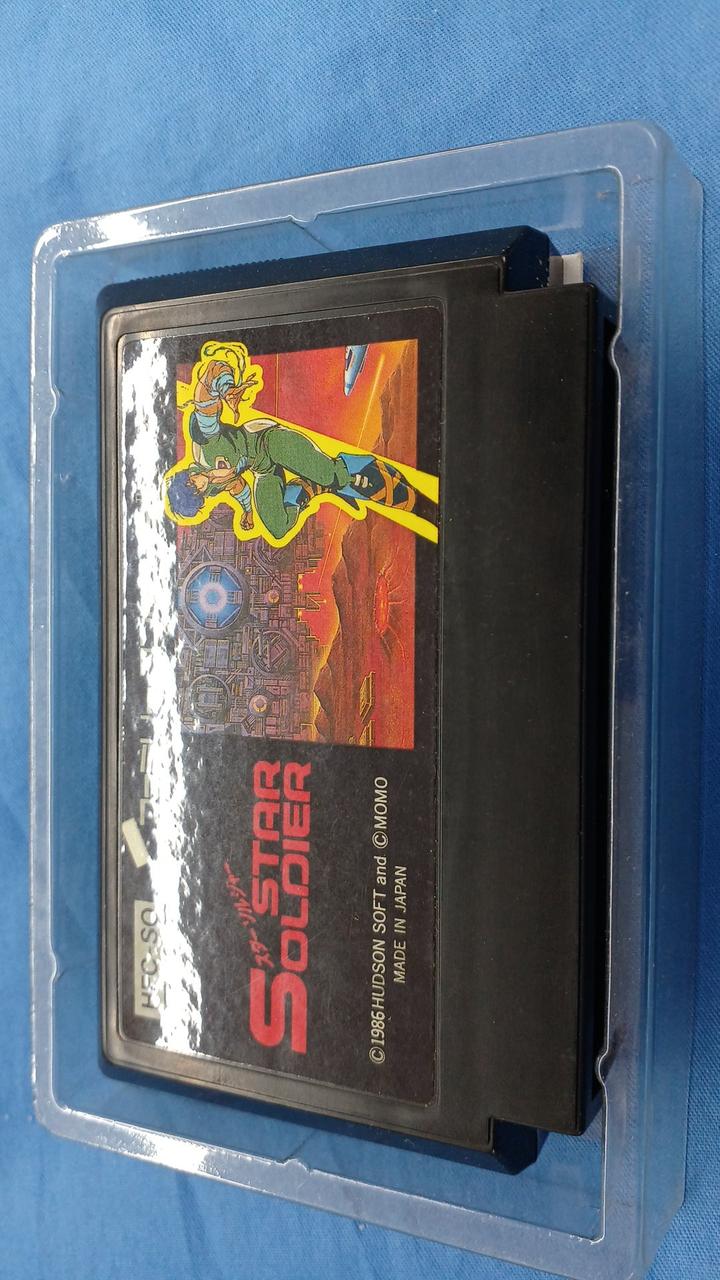 HFC-SO
スターソルジャー
STAR
SOLDIER
©1986 HUDSON SOFT and ©MOMO
MADE IN JAPAN